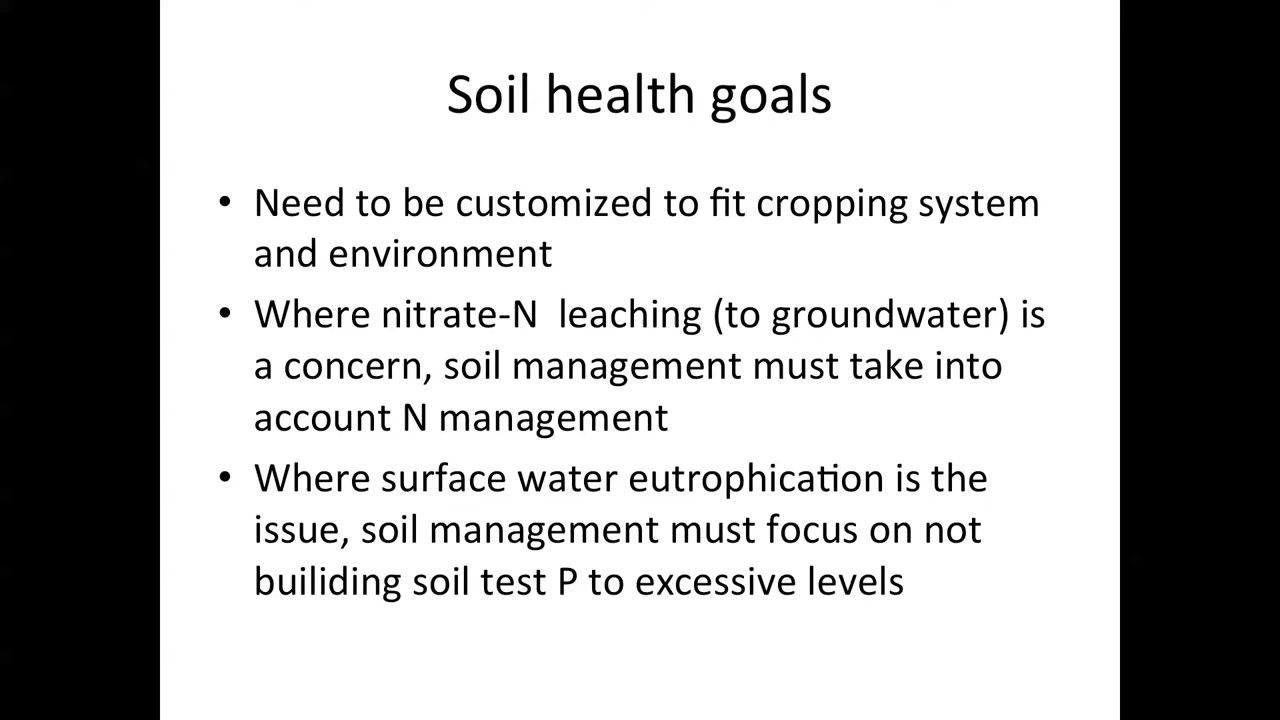 Soil health goals
• Need to be customized to fit cropping system
and environment
• Where nitrate-N  leaching (to groundwater) is
a concern, soil management must take into
account N management
• Where surface water eutrophication is the
issue, soil management must focus on not
builiding soil test P to excessive levels